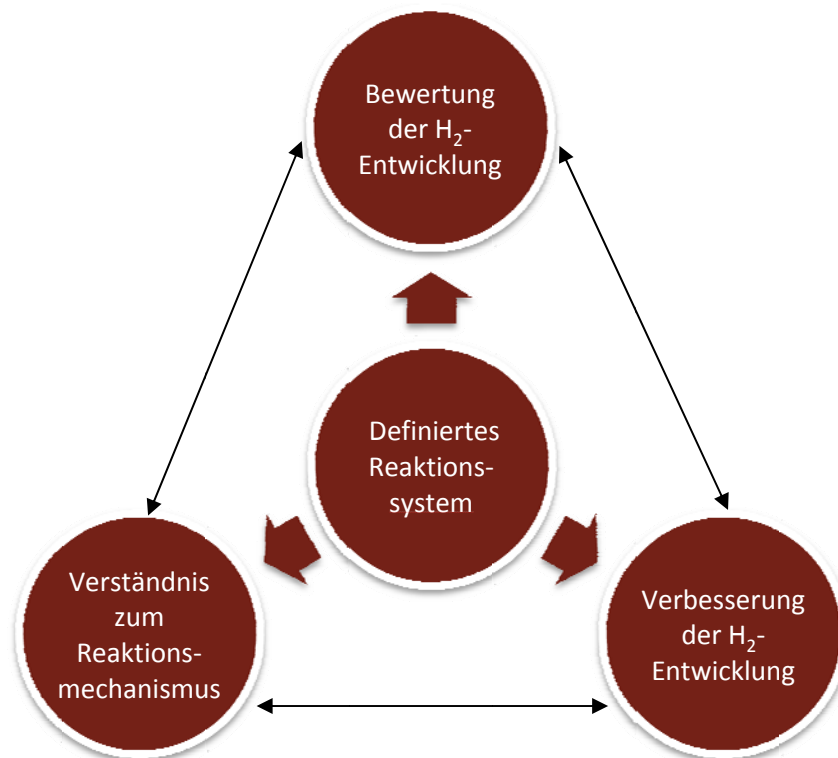 Bewertung
der H₂-
Entwicklung
Definiertes
Reaktions-
system
Verständnis
zum
Reaktions-
mechanismus
Verbesserung
der H₂-
Entwicklung